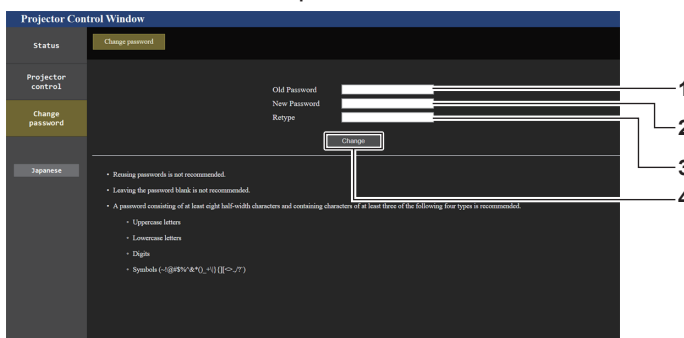 Projector Control Window
Status
Change password
Projector
control
Change
password
Japanese
Old Password
New Password
Retype
Change
1
2
3
4
• Reusing passwords is not recommended.
• Leaving the password blank is not recommended.
• A password consisting of at least eight half-width characters and containing characters of at least three of the following four types is recommended.
• Uppercase letters
• Lowercase letters
• Digits
• Symbols